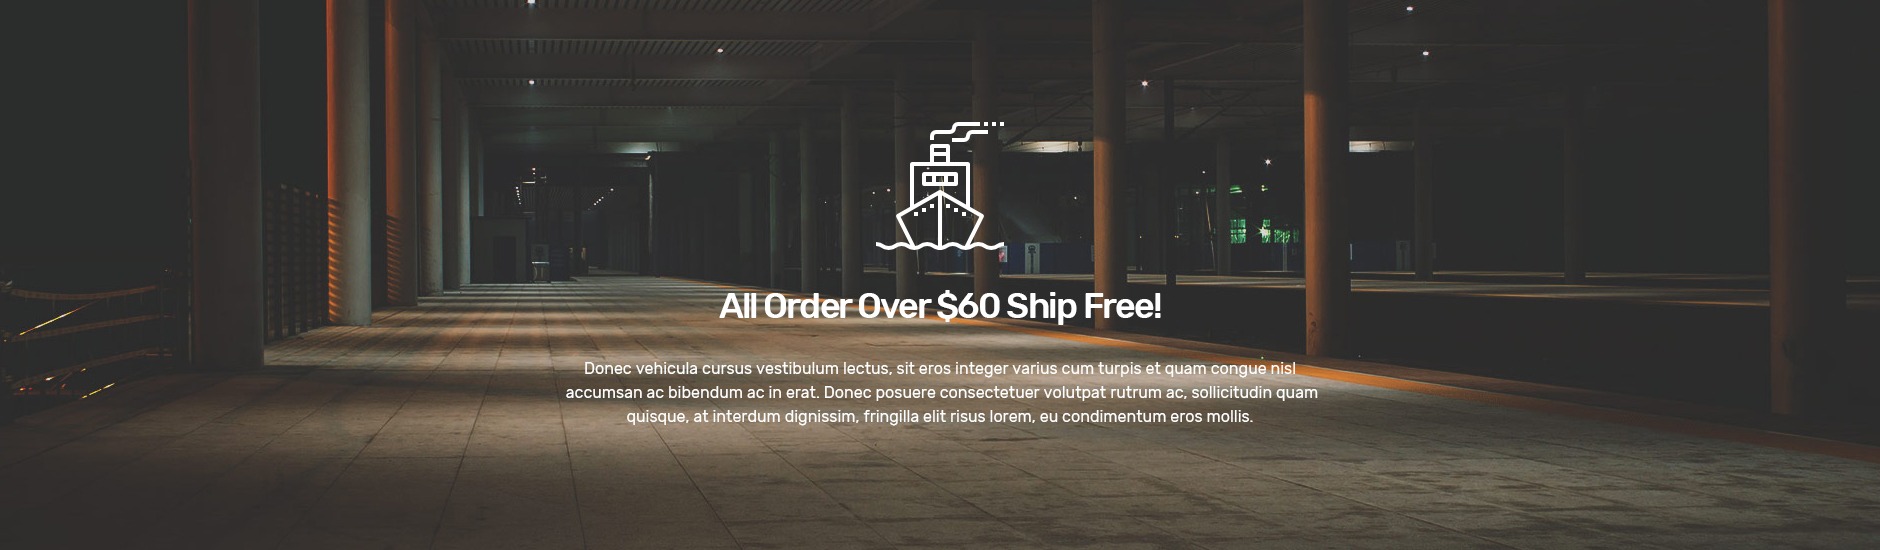 All Order Over $60 Ship Free!
Donec vehicula cursus vestibulum lectus, sit eros integer varius cum turpis et quam congue nisl
accumsan ac bibendum ac in erat. Donec posuere consectetuer volutpat rutrum ac, sollicitudin quam
quisque, at interdum dignissim, fringilla elit risus lorem, eu condimentum eros mollis.